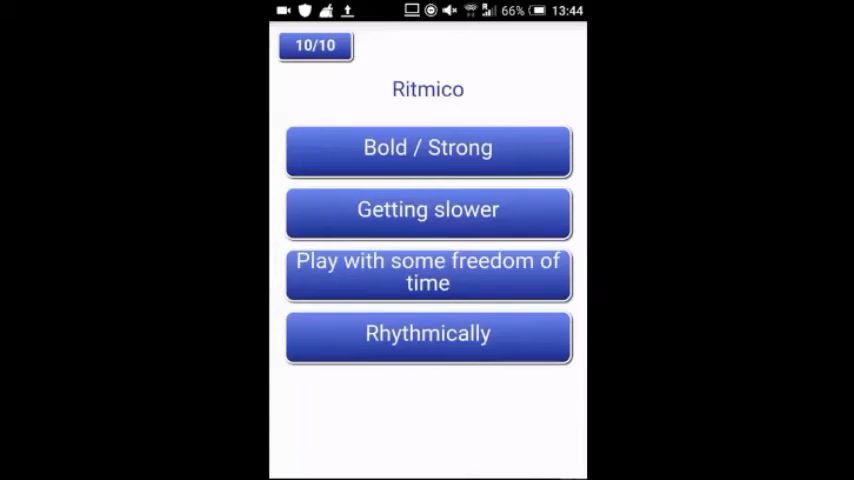 66% 13:44
10/10
Ritmico
Bold / Strong
Getting slower
Play with some freedom of
time
Rhythmically